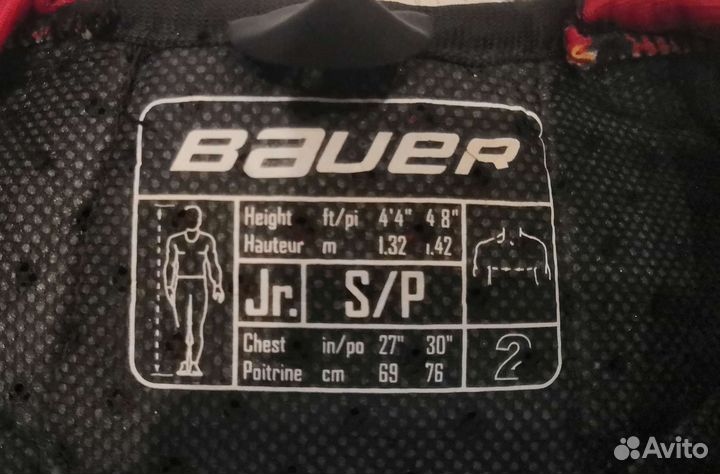 BAUER
Height ft/pi 4'4" 4'8"
Hauteur m 1.32 1.42
Jr. S/P
Chest in/po 27" 30"
Poitrine cm 69 76
2
Avito